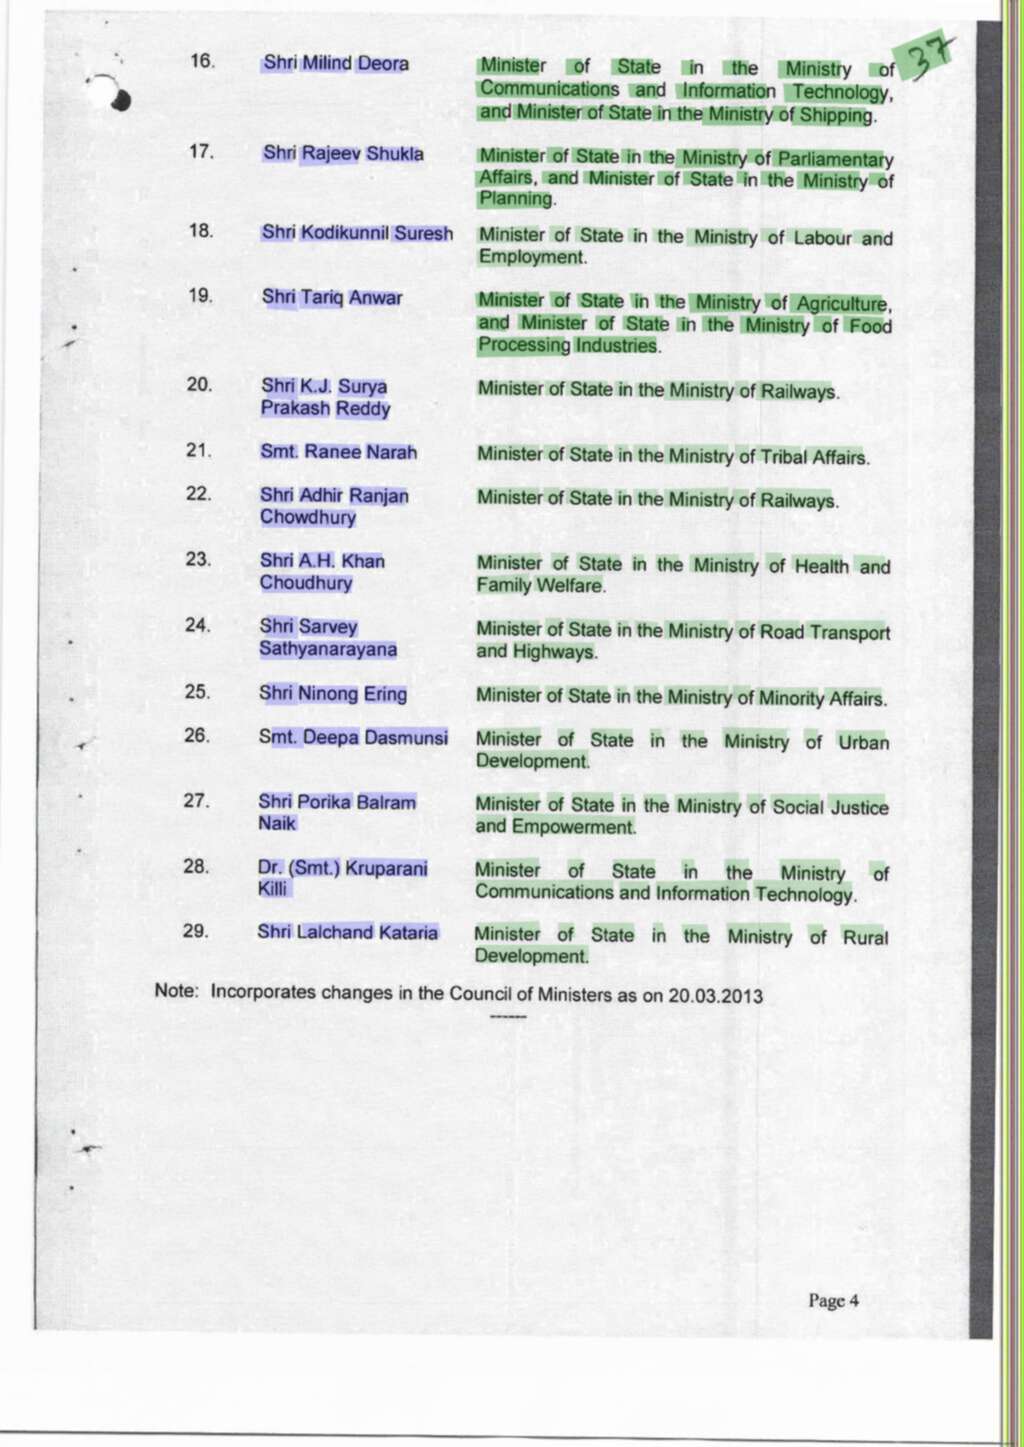 37
16. Shri Milind Deora Minister of State in the Ministry of
Communications and Information Technology,
and Minister of State in the Ministry of Shipping.
17. Shri Rajeev Shukla Minister of State in the Ministry of Parliamentary
Affairs, and Minister of State in the Ministry of
Planning.
18. Shri Kodikunnil Suresh Minister of State in the Ministry of Labour and
Employment.
19. Shri Tariq Anwar Minister of State in the Ministry of Agriculture,
and Minister of State in the Ministry of Food
Processing Industries.
20. Shri K.J. Surya Minister of State in the Ministry of Railways.
Prakash Reddy
21. Smt. Ranee Narah Minister of State in the Ministry of Tribal Affairs.
22. Shri Adhir Ranjan Minister of State in the Ministry of Railways.
Chowdhury
23. Shri A.H. Khan Minister of State in the Ministry of Health and
Choudhury Family Welfare.
24. Shri Sarvey Minister of State in the Ministry of Road Transport
Sathyanarayana and Highways.
25. Shri Ninong Ering Minister of State in the Ministry of Minority Affairs.
26. Smt. Deepa Dasmunsi Minister of State in the Ministry of Urban
Development.
27. Shri Porika Balram Minister of State in the Ministry of Social Justice
Naik and Empowerment.
28. Dr. (Smt.) Kruparani Minister of State in the Ministry of
Killi Communications and Information Technology.
29. Shri Lalchand Kataria Minister of State in the Ministry of Rural
Development.
Note: Incorporates changes in the Council of Ministers as on 20.03.2013
------
Page 4